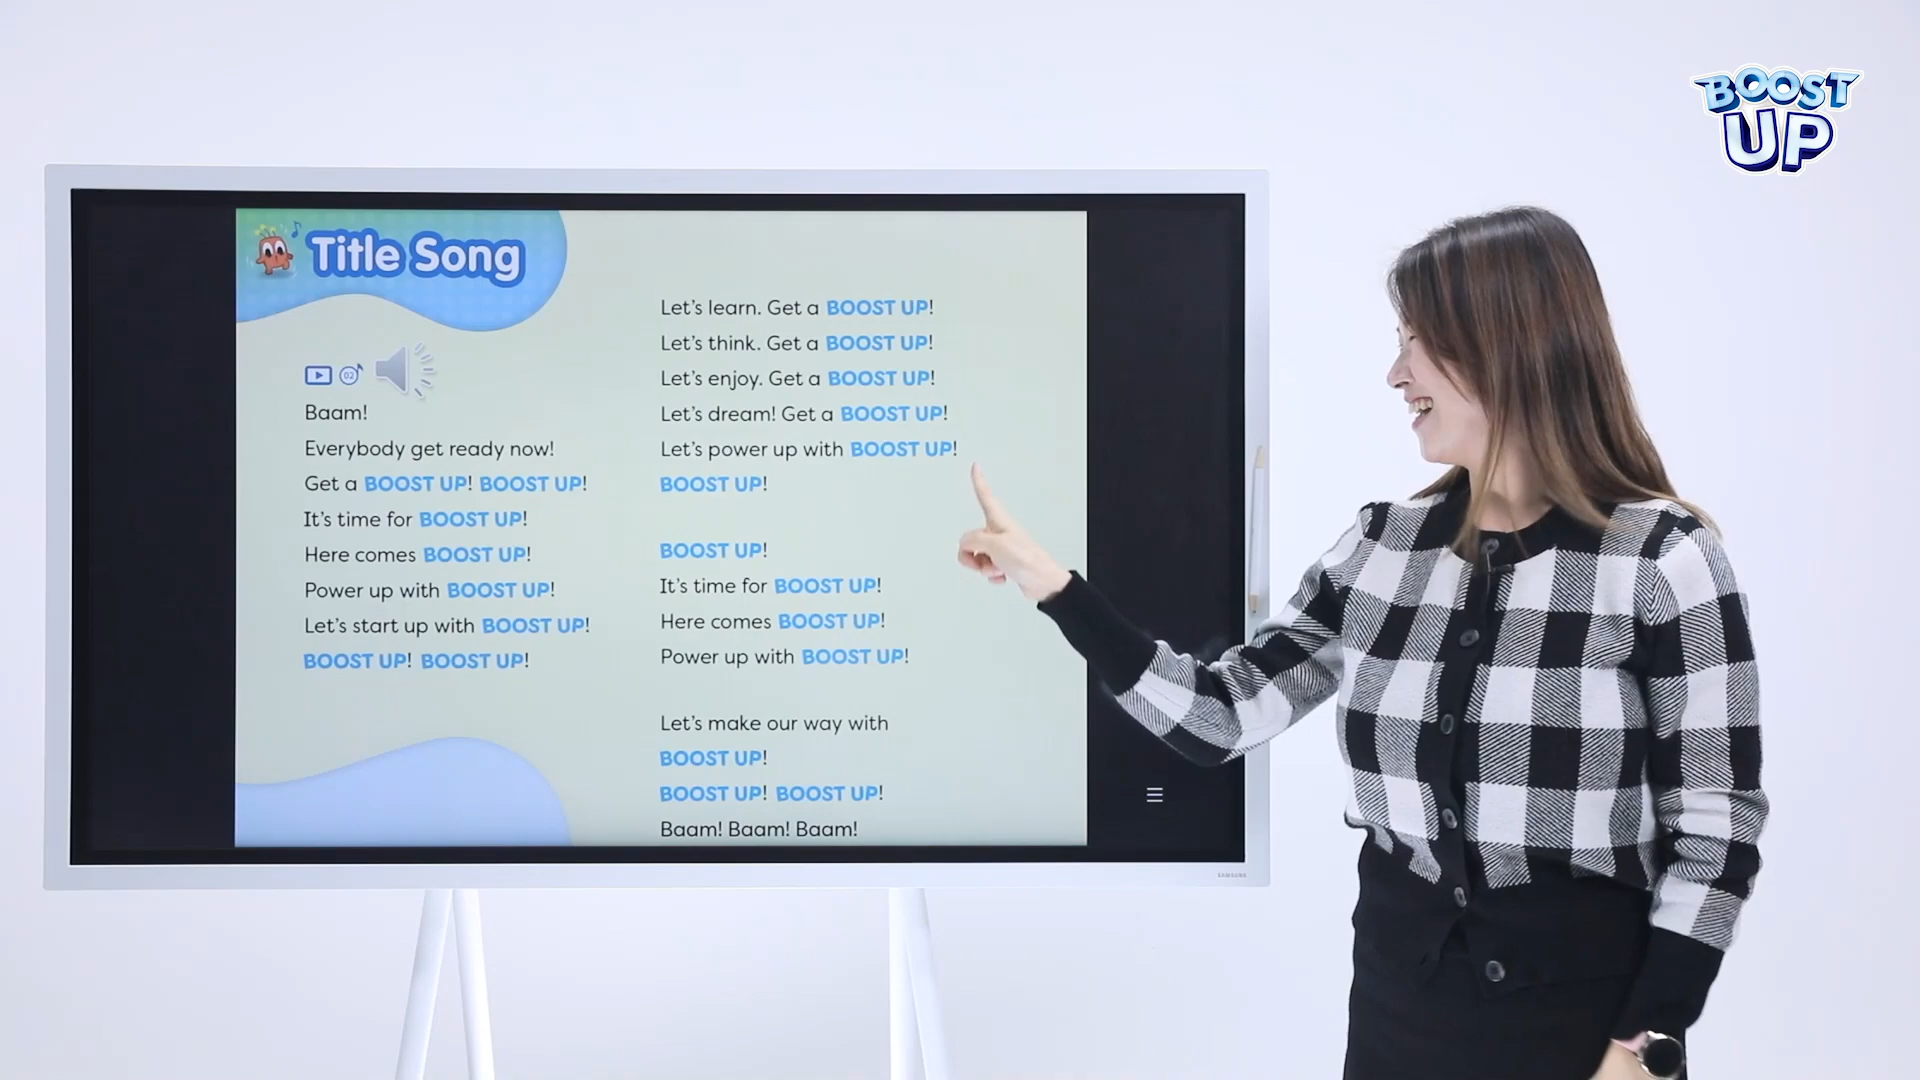 BOOST
UP
Title Song
02
Baam!
Everybody get ready now!
Get a BOOST UP! BOOST UP!
It's time for BOOST UP!
Here comes BOOST UP!
Power up with BOOST UP!
Let's start up with BOOST UP!
BOOST UP! BOOST UP!
Let's learn. Get a BOOST UP!
Let's think. Get a BOOST UP!
Let's enjoy. Get a BOOST UP!
Let's dream! Get a BOOST UP!
Let's power up with BOOST UP!
BOOST UP!
BOOST UP!
It's time for BOOST UP!
Here comes BOOST UP!
Power up with BOOST UP!
Let's make our way with
BOOST UP!
BOOST UP! BOOST UP!
Baam! Baam! Baam!
SAMSUNG